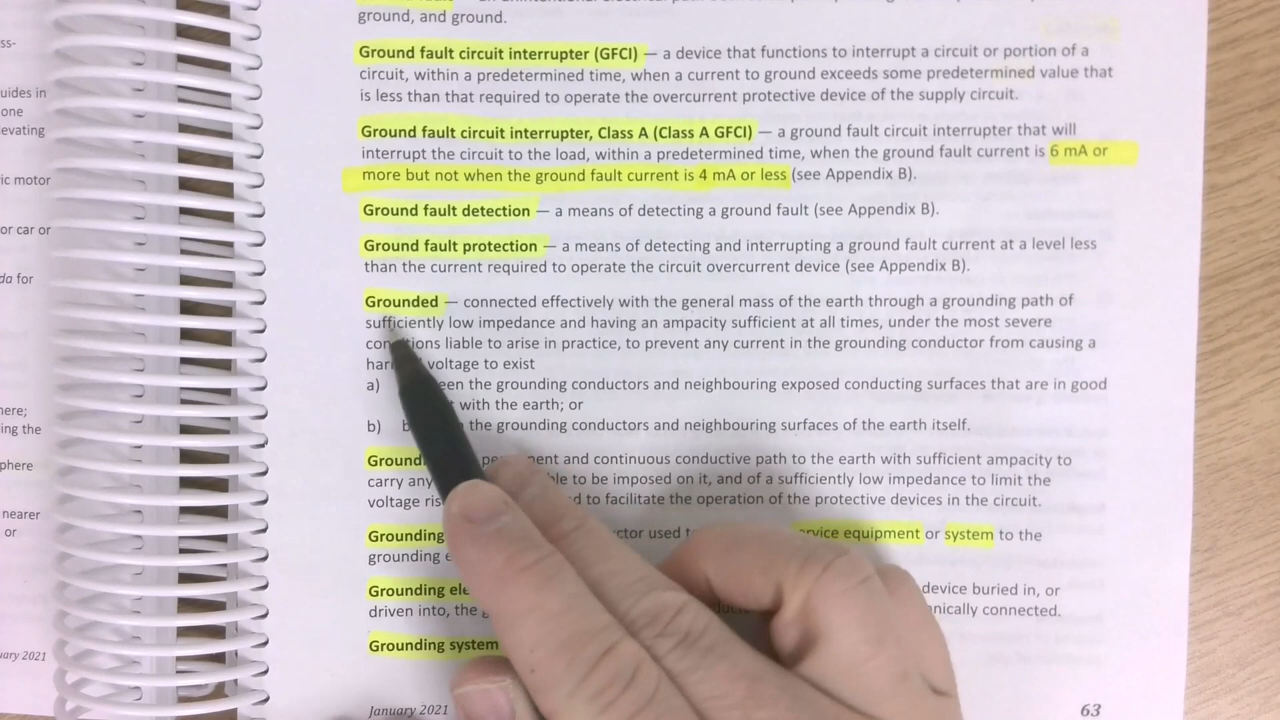 ss-
uides in
one
evating
ic motor
or car or
da for
ere;
ing the
phere
nearer
or
uary 2021
ground, and ground.
Ground fault circuit interrupter (GFCI) — a device that functions to interrupt a circuit or portion of a
circuit, within a predetermined time, when a current to ground exceeds some predetermined value that
is less than that required to operate the overcurrent protective device of the supply circuit.
Ground fault circuit interrupter, Class A (Class A GFCI) — a ground fault circuit interrupter that will
interrupt the circuit to the load, within a predetermined time, when the ground fault current is 6 mA or
more but not when the ground fault current is 4 mA or less (see Appendix B).
Ground fault detection — a means of detecting a ground fault (see Appendix B).
Ground fault protection — a means of detecting and interrupting a ground fault current at a level less
than the current required to operate the circuit overcurrent device (see Appendix B).
Grounded — connected effectively with the general mass of the earth through a grounding path of
sufficiently low impedance and having an ampacity sufficient at all times, under the most severe
liable to arise in practice, to prevent any current in the grounding conductor from causing a
voltage to exist
a) the grounding conductors and neighbouring exposed conducting surfaces that are in good
with the earth; or
b) the grounding conductors and neighbouring surfaces of the earth itself.
and continuous conductive path to the earth with sufficient ampacity to
carry any to be imposed on it, and of a sufficiently low impedance to limit the
voltage to facilitate the operation of the protective devices in the circuit.
Grounding used equipment or system to the
grounding
Grounding device buried in, or
driven into, the connected.
Grounding system
January 2021 63